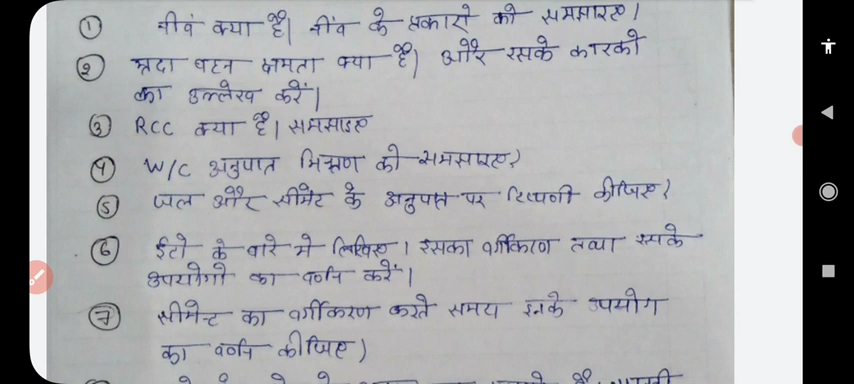 ① नीवं क्या है। नींव के प्रकारो को समझाइए।
② म्रदा वहन क्षमता क्या है। और इसके कारको
का उल्लेख करें।
③ RCC क्या है। समझाइए
④ W/C अनुपात मिश्रण को समझाइए?
⑤ जल और सीमेंट के अनुपात पर टिप्पणी कीजिए?
⑥ ईटो के बारे मे लिखिए। इसका वर्गीकरण तथा इसके
उपयोगो का वर्णन करें।
⑦ सीमेन्ट का वर्गीकरण करते समय इनके उपयोग
का वर्णन कीजिए)